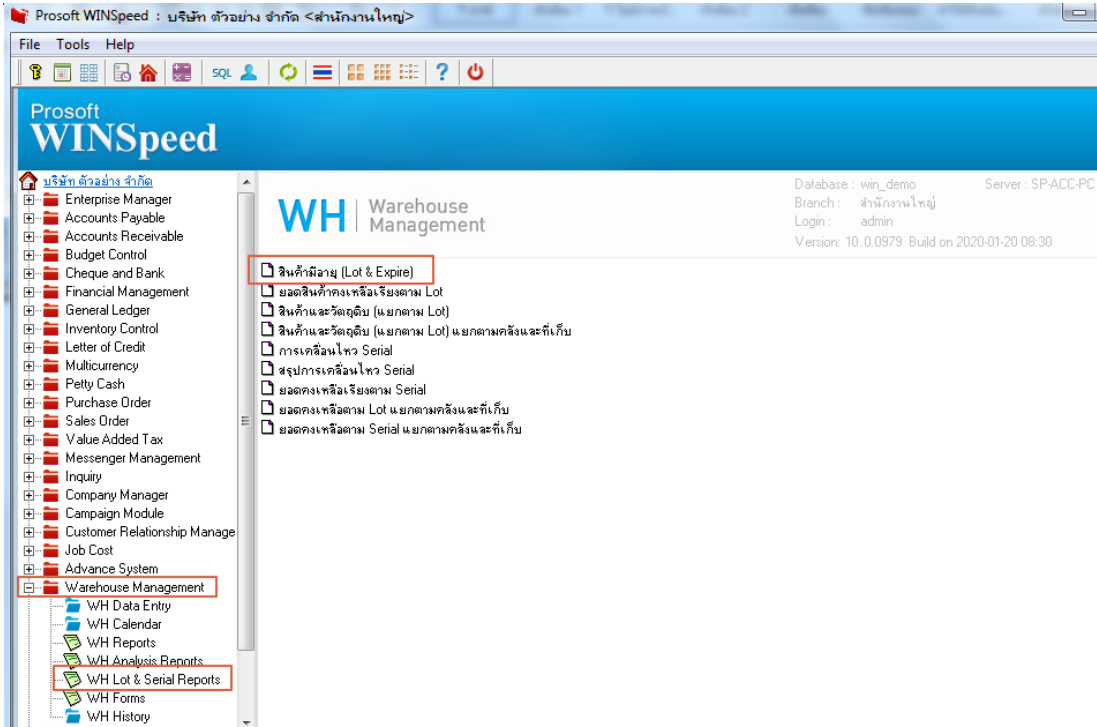 Prosoft WINSpeed : บริษัท ตัวอย่าง จำกัด <สำนักงานใหญ่>
File Tools Help
SQL
Prosoft
WINSpeed
บริษัท ตัวอย่าง จำกัด
Enterprise Manager
Accounts Payable
Accounts Receivable
Budget Control
Cheque and Bank
Financial Management
General Ledger
Inventory Control
Letter of Credit
Multicurrency
Petty Cash
Purchase Order
Sales Order
Value Added Tax
Messenger Management
Inquiry
Company Manager
Campaign Module
Customer Relationship Manage
Job Cost
Advance System
Warehouse Management
WH Data Entry
WH Calendar
WH Reports
WH Analysis Reports
WH Lot & Serial Reports
WH Forms
WH History
WH Warehouse
Management
Database : win_demo Server : SP-ACC-PC
Branch : สำนักงานใหญ่
Login : admin
Version: 10.0.0979 Build on 2020-01-20 08:30
สินค้ามีอายุ (Lot & Expire)
ยอดสินค้าคงเหลือเรียงตาม Lot
สินค้าและวัตถุดิบ (แยกตาม Lot)
สินค้าและวัตถุดิบ (แยกตาม Lot) แยกตามคลังและที่เก็บ
การเคลื่อนไหว Serial
สรุปการเคลื่อนไหว Serial
ยอดคงเหลือเรียงตาม Serial
ยอดคงเหลือตาม Lot แยกตามคลังและที่เก็บ
ยอดคงเหลือตาม Serial แยกตามคลังและที่เก็บ